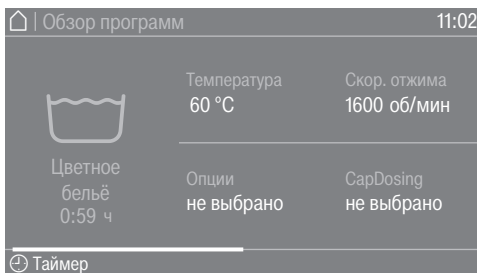 | Обзор программ 11:02
Температура
60 °C
Скор. отжима
1600 об/мин
Цветное
бельё
0:59 ч
Опции
не выбрано
CapDosing
не выбрано
Таймер